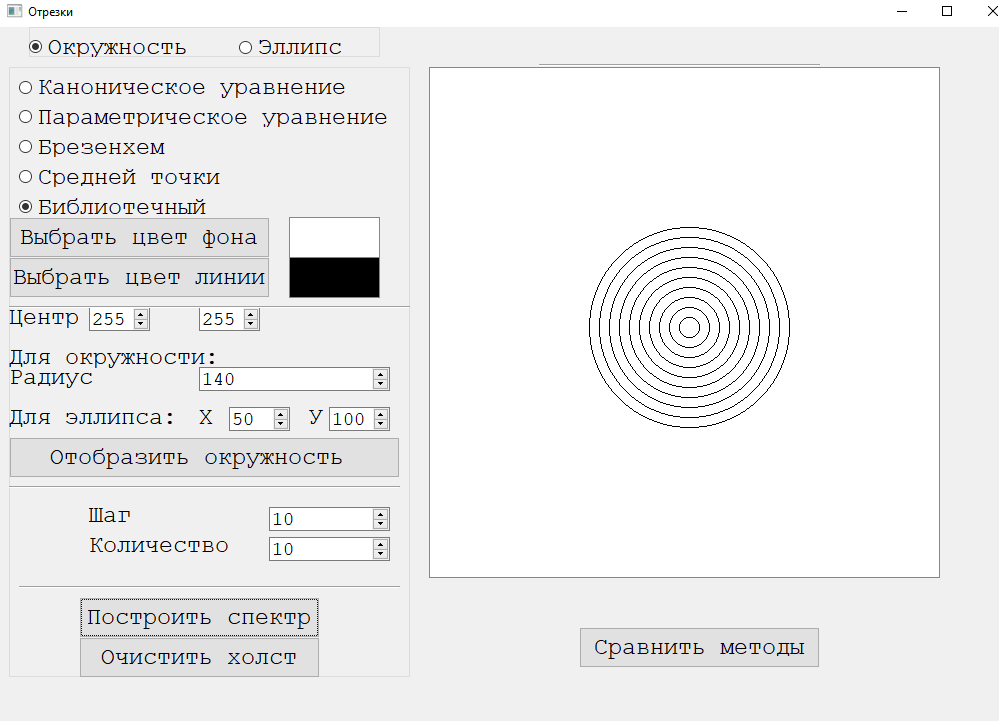 Отрезки
Окружность Эллипс
Каноническое уравнение
Параметрическое уравнение
Брезенхем
Средней точки
Библиотечный
Выбрать цвет фона
Выбрать цвет линии
Центр 255 255
Для окружности:
Радиус 140
Для эллипса: X 50 У 100
Отобразить окружность
Шаг 10
Количество 10
Построить спектр
Очистить холст
Сравнить методы